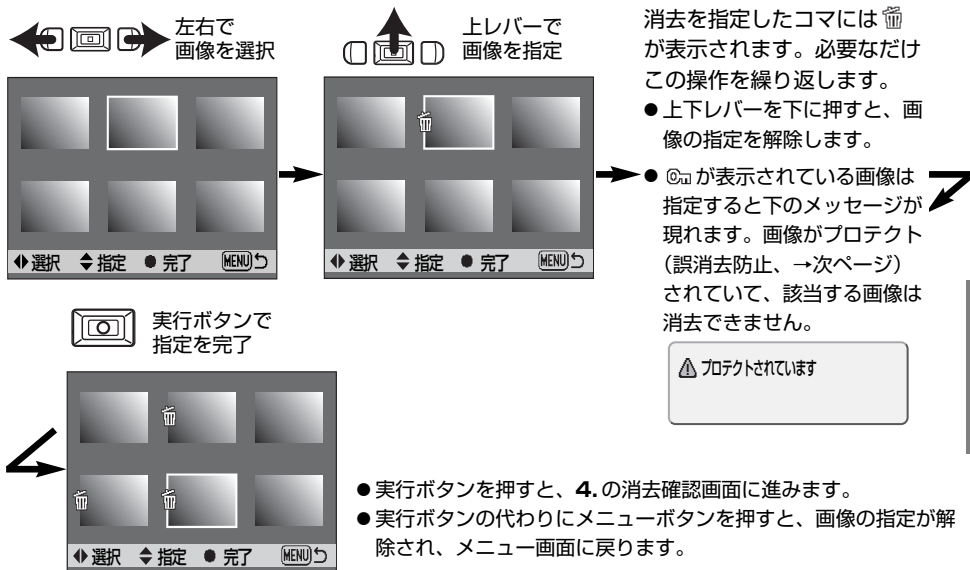 左右で
画像を選択
上レバーで
画像を指定
消去を指定したコマには
が表示されます。必要なだけ
この操作を繰り返します。
●上下レバーを下に押すと、画
像の指定を解除します。
● が表示されている画像は
指定すると下のメッセージが
現れます。画像がプロテクト
(誤消去防止、→次ページ)
されていて、該当する画像は
消去できません。
プロテクトされています
選択 指定 ● 完了 MENU
選択 指定 ● 完了 MENU
実行ボタンで
指定を完了
選択 指定 ● 完了 MENU
●実行ボタンを押すと、4.の消去確認画面に進みます。
●実行ボタンの代わりにメニューボタンを押すと、画像の指定が解
除され、メニュー画面に戻ります。